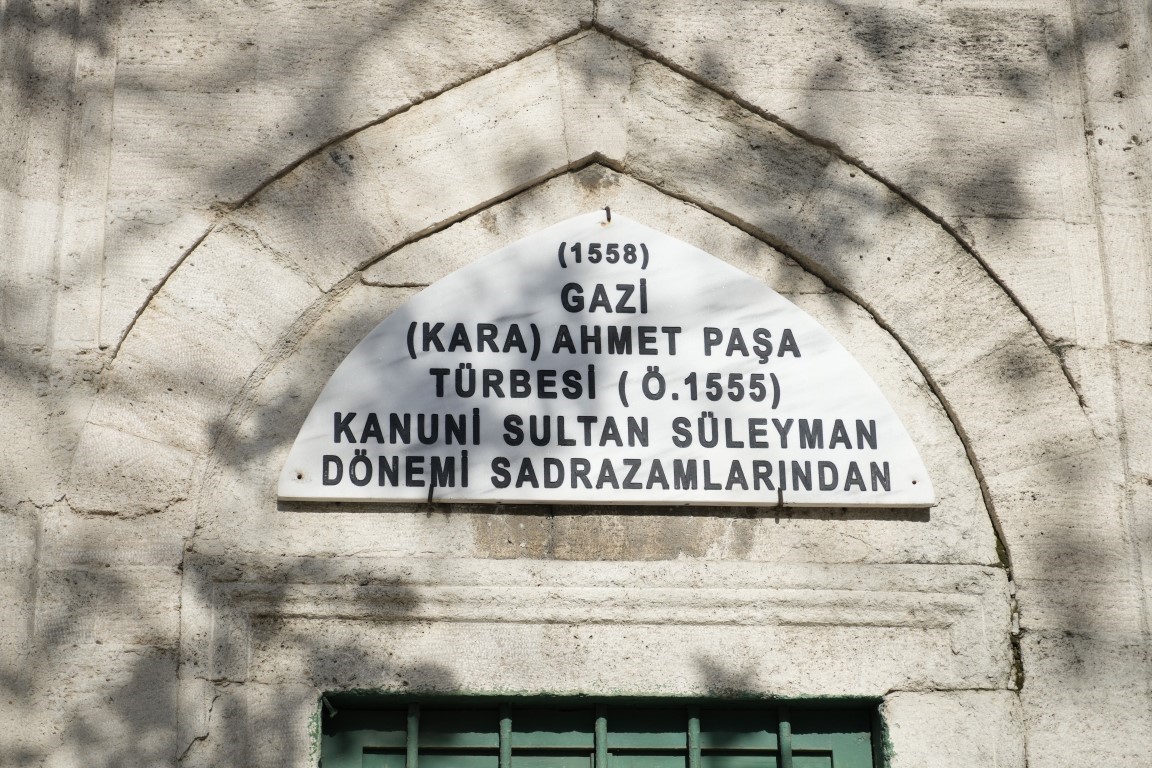 (1558)
GAZİ
(KARA) AHMET PAŞA
TÜRBESİ ( Ö.1555)
KANUNİ SULTAN SÜLEYMAN
DÖNEMİ SADRAZAMLARINDAN